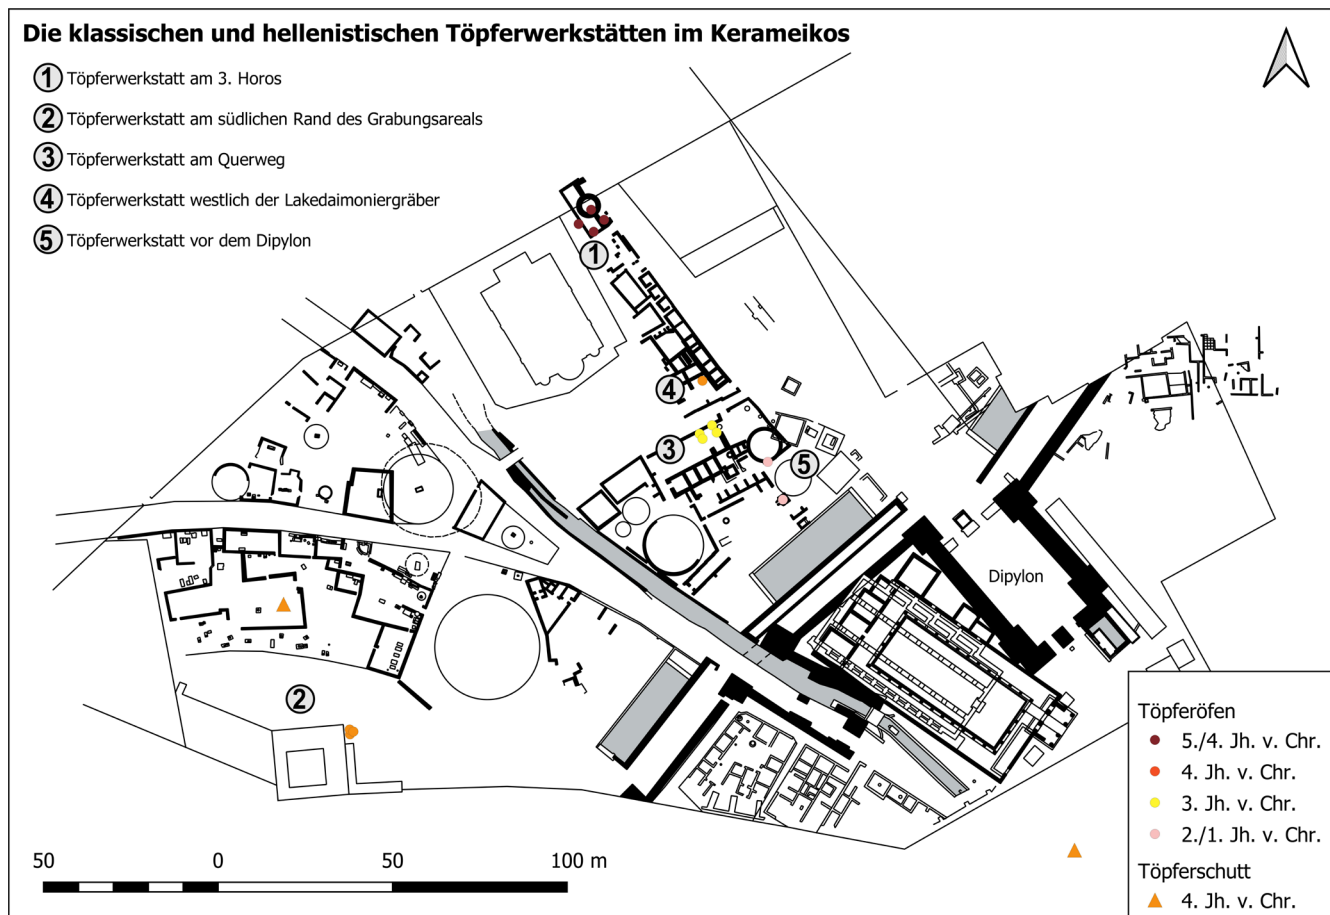 Die klassischen und hellenistischen Töpferwerkstätten im Kerameikos
1 Töpferwerkstatt am 3. Horos
2 Töpferwerkstatt am südlichen Rand des Grabungsareals
3 Töpferwerkstatt am Querweg
4 Töpferwerkstatt westlich der Lakedaimoniergräber
5 Töpferwerkstatt vor dem Dipylon
1
4
3
5
Dipylon
2
Töpferöfen
5./4. Jh. v. Chr.
4. Jh. v. Chr.
3. Jh. v. Chr.
2./1. Jh. v. Chr.
Töpferschutt
4. Jh. v. Chr.
50 0 50 100 m